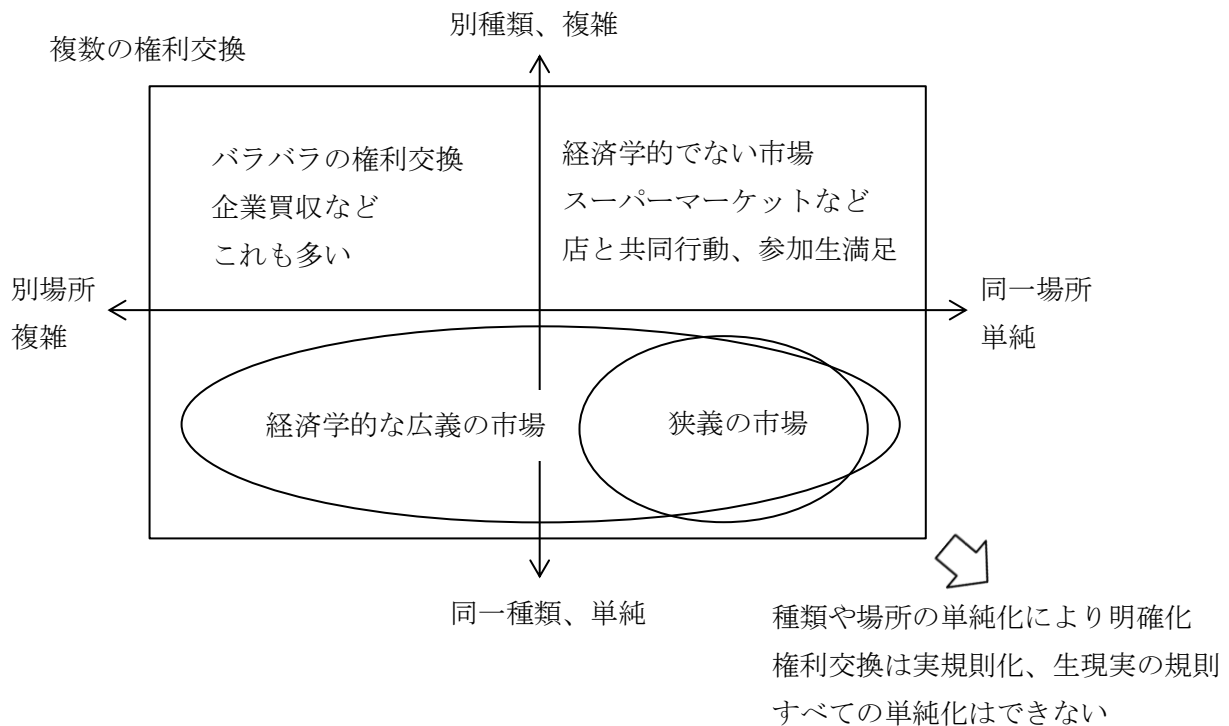 別種類、複雑
複数の権利交換
バラバラの権利交換
企業買収など
これも多い
経済学的でない市場
スーパーマーケットなど
店と共同行動、参加生満足
別場所
複雑
同一場所
単純
経済学的な広義の市場
狭義の市場
同一種類、単純
種類や場所の単純化により明確化
権利交換は実規則化、生現実の規則
すべての単純化はできない